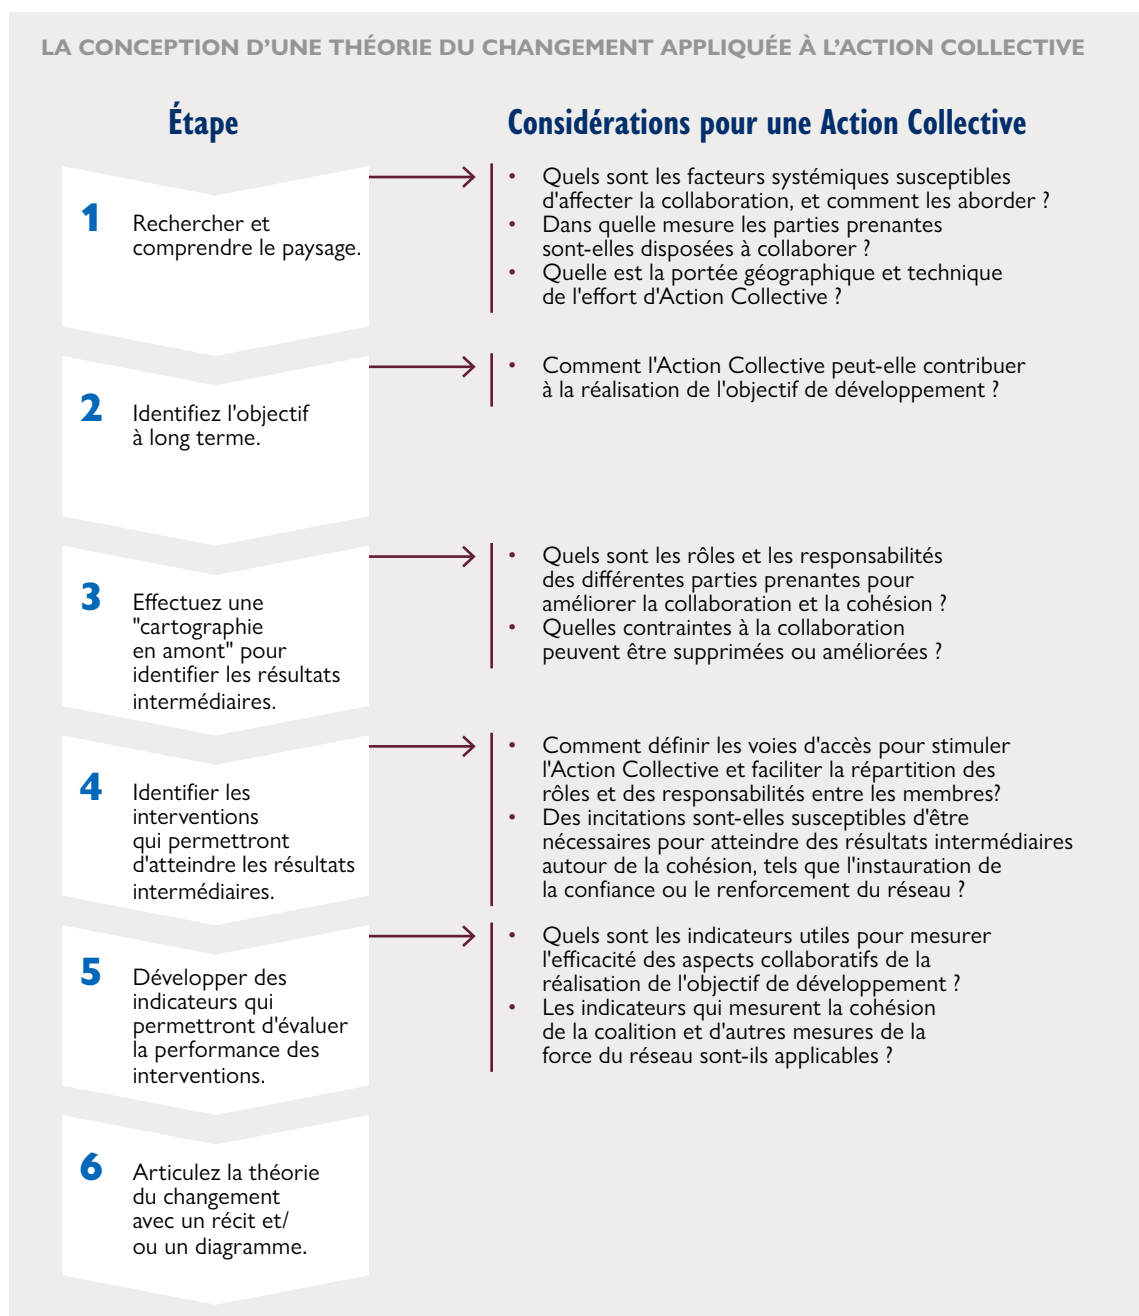 LA CONCEPTION D’UNE THÉORIE DU CHANGEMENT APPLIQUÉE À L’ACTION COLLECTIVE
Étape
Considérations pour une Action Collective
1
Rechercher et
comprendre le paysage.
• Quels sont les facteurs systémiques susceptibles
d'affecter la collaboration, et comment les aborder ?
• Dans quelle mesure les parties prenantes
sont-elles disposées à collaborer ?
• Quelle est la portée géographique et technique
de l'effort d'Action Collective ?
2
Identifiez l'objectif
à long terme.
• Comment l'Action Collective peut-elle contribuer
à la réalisation de l'objectif de développement ?
3
Effectuez une
"cartographie
en amont" pour
identifier les résultats
intermédiaires.
• Quels sont les rôles et les responsabilités
des différentes parties prenantes pour
améliorer la collaboration et la cohésion ?
• Quelles contraintes à la collaboration
peuvent être supprimées ou améliorées ?
4
Identifier les
interventions
qui permettront
d'atteindre les résultats
intermédiaires.
• Comment définir les voies d'accès pour stimuler
l'Action Collective et faciliter la répartition des
rôles et des responsabilités entre les membres?
• Des incitations sont-elles susceptibles d'être
nécessaires pour atteindre des résultats intermédiaires
autour de la cohésion, tels que l'instauration de
la confiance ou le renforcement du réseau ?
5
Développer des
indicateurs qui
permettront d'évaluer
la performance des
interventions.
• Quels sont les indicateurs utiles pour mesurer
l'efficacité des aspects collaboratifs de la
réalisation de l'objectif de développement ?
• Les indicateurs qui mesurent la cohésion
de la coalition et d'autres mesures de la
force du réseau sont-ils applicables ?
6
Articulez la théorie
du changement
avec un récit et/
ou un diagramme.